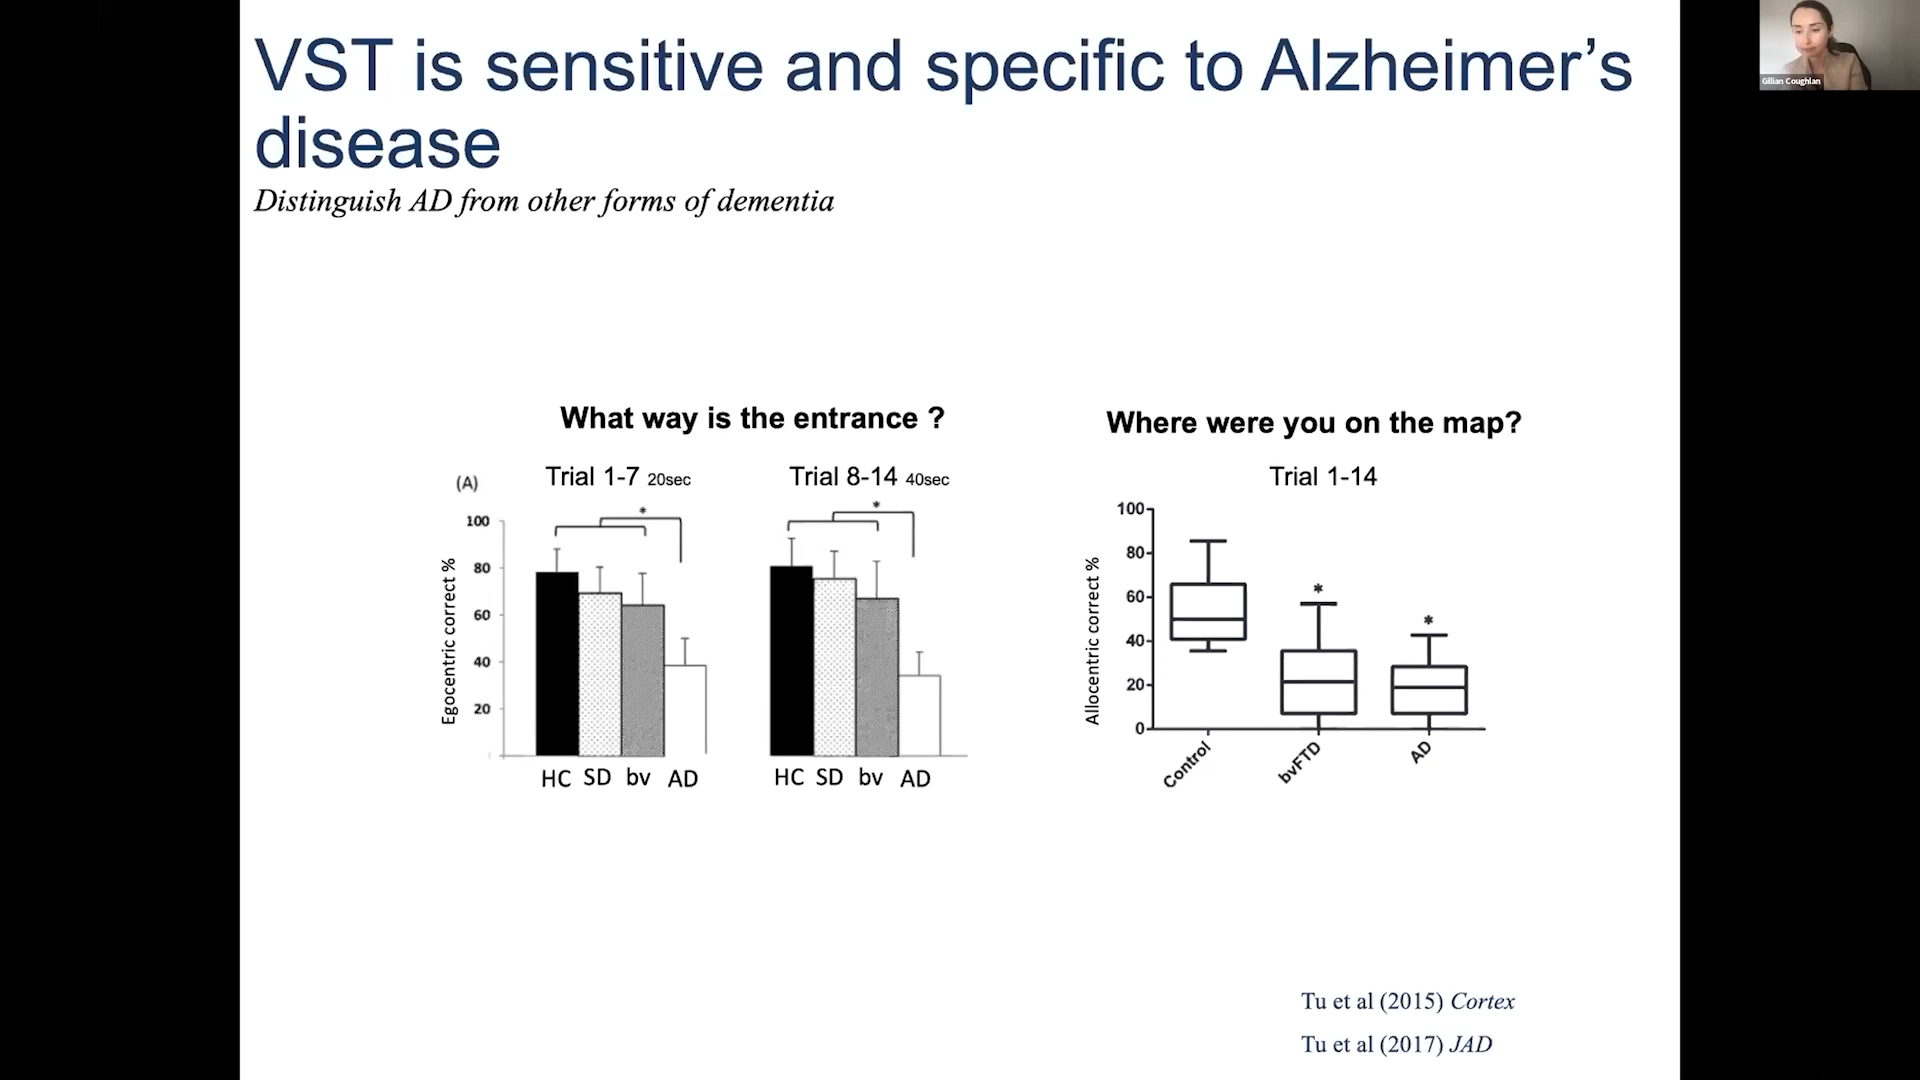 VST is sensitive and specific to Alzheimer’s
disease
Distinguish AD from other forms of dementia
Gillian Coughlan
What way is the entrance ?
(A)
Trial 1-7 20sec
Trial 8-14 40sec
*
*
Egocentric correct %
100
80
60
40
20
HC SD bv AD
HC SD bv AD
Where were you on the map?
Trial 1-14
Allocentric correct %
100
80
60
40
20
0
*
*
Control
bvFTD
AD
Tu et al (2015) Cortex
Tu et al (2017) JAD